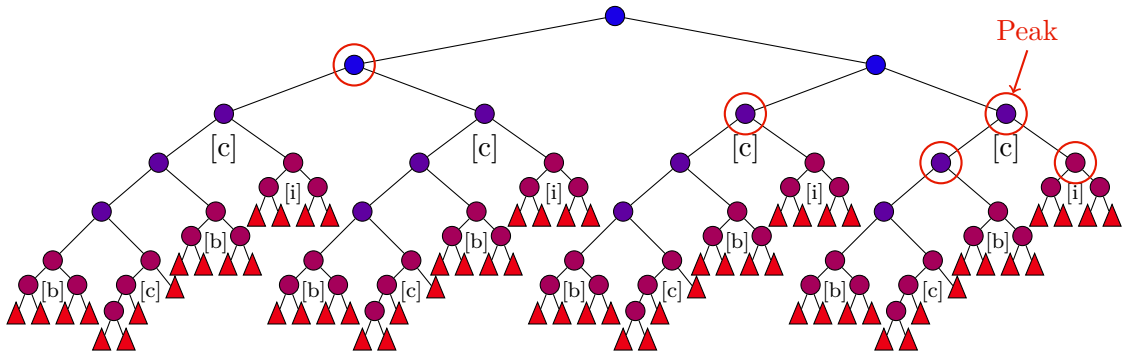 Peak
[c] [c] [c] [c]
[i] [i] [i] [i]
[b] [b] [b] [b]
[b] [c] [b] [c] [b] [c] [b] [c]